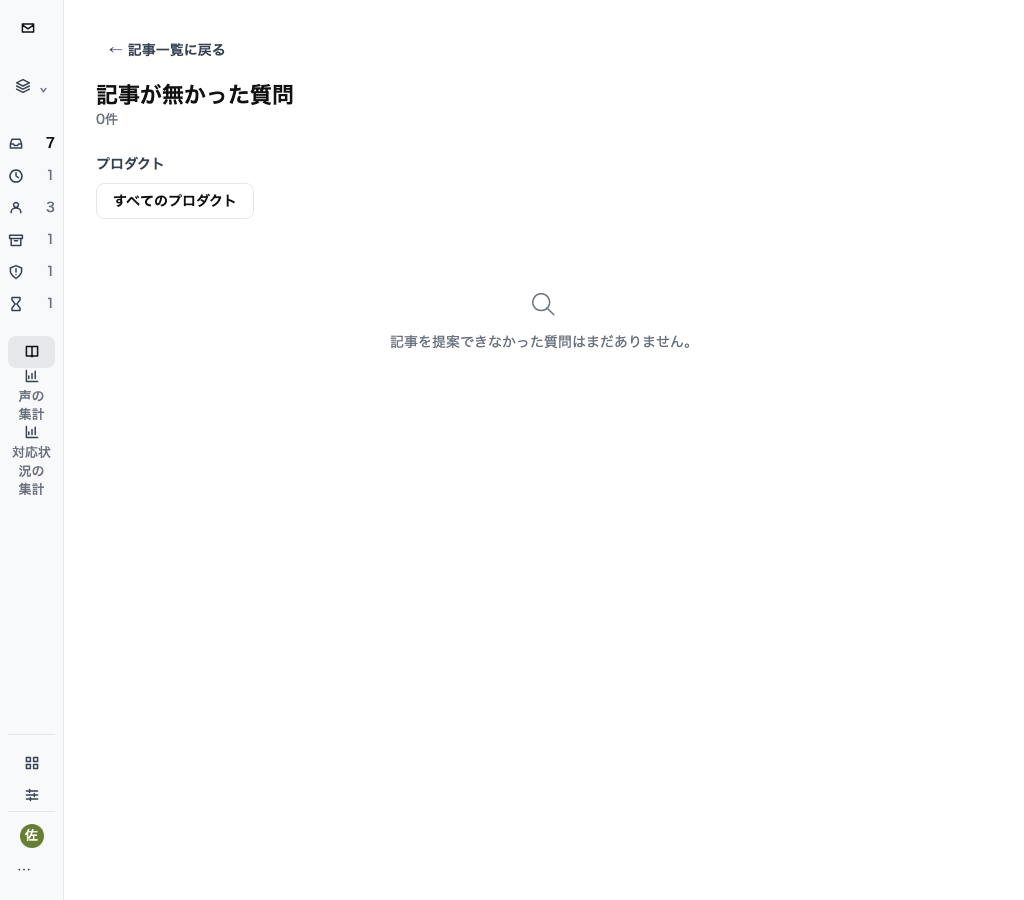 ← 記事一覧に戻る
記事が無かった質問
0件
プロダクト
すべてのプロダクト
記事を提案できなかった質問はまだありません。
7
1
3
1
1
1
声の
集計
対応状
況の
集計
佐
…